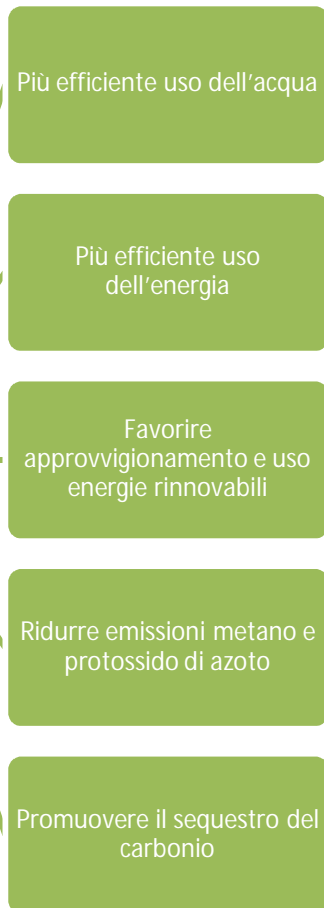 Più efficiente uso dell’acqua
Più efficiente uso
dell’energia
Favorire
approvvigionamento e uso
energie rinnovabili
Ridurre emissioni metano e
protossido di azoto
Promuovere il sequestro del
carbonio